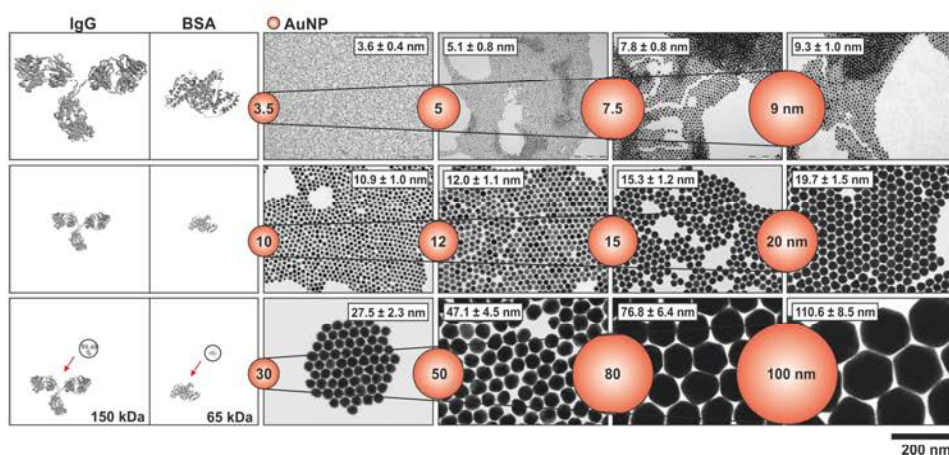 IgG BSA AuNP
3.6 ± 0.4 nm 5.1 ± 0.8 nm 7.8 ± 0.8 nm 9.3 ± 1.0 nm
3.5 5 7.5 9 nm
10.9 ± 1.0 nm 12.0 ± 1.1 nm 15.3 ± 1.2 nm 19.7 ± 1.5 nm
10 12 15 20 nm
27.5 ± 2.3 nm 47.1 ± 4.5 nm 76.8 ± 6.4 nm 110.6 ± 8.5 nm
30 50 80 100 nm
150 kDa 65 kDa
200 nm